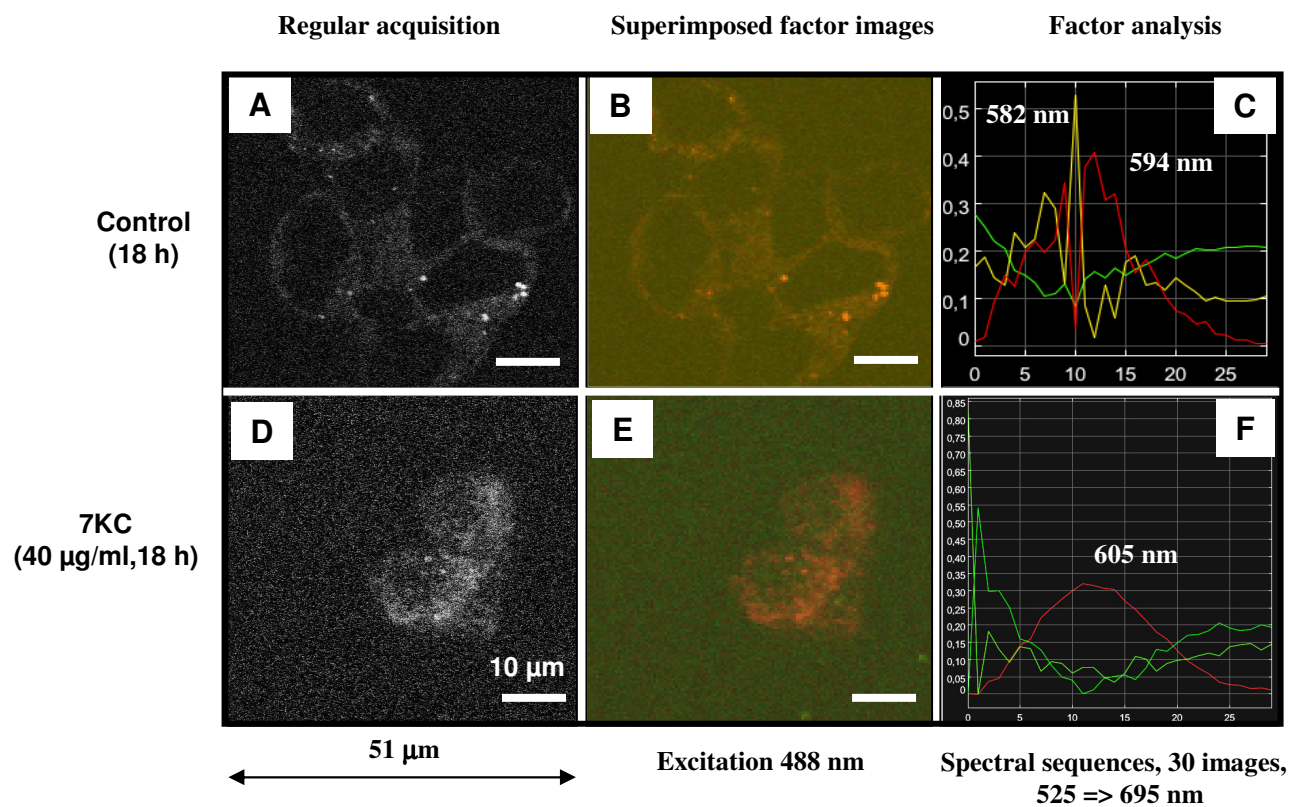 Regular acquisition
Superimposed factor images
Factor analysis
Control
(18 h)
A
B
C
582 nm
594 nm
0,5
0,4
0,3
0,2
0,1
0
0 5 10 15 20 25
7KC
(40 µg/ml,18 h)
D
10 µm
E
F
605 nm
0,85
0,80
0,75
0,70
0,65
0,60
0,55
0,50
0,45
0,40
0,35
0,30
0,25
0,20
0,15
0,10
0,05
0
0 5 10 15 20 25
51 µm
Excitation 488 nm
Spectral sequences, 30 images,
525 => 695 nm